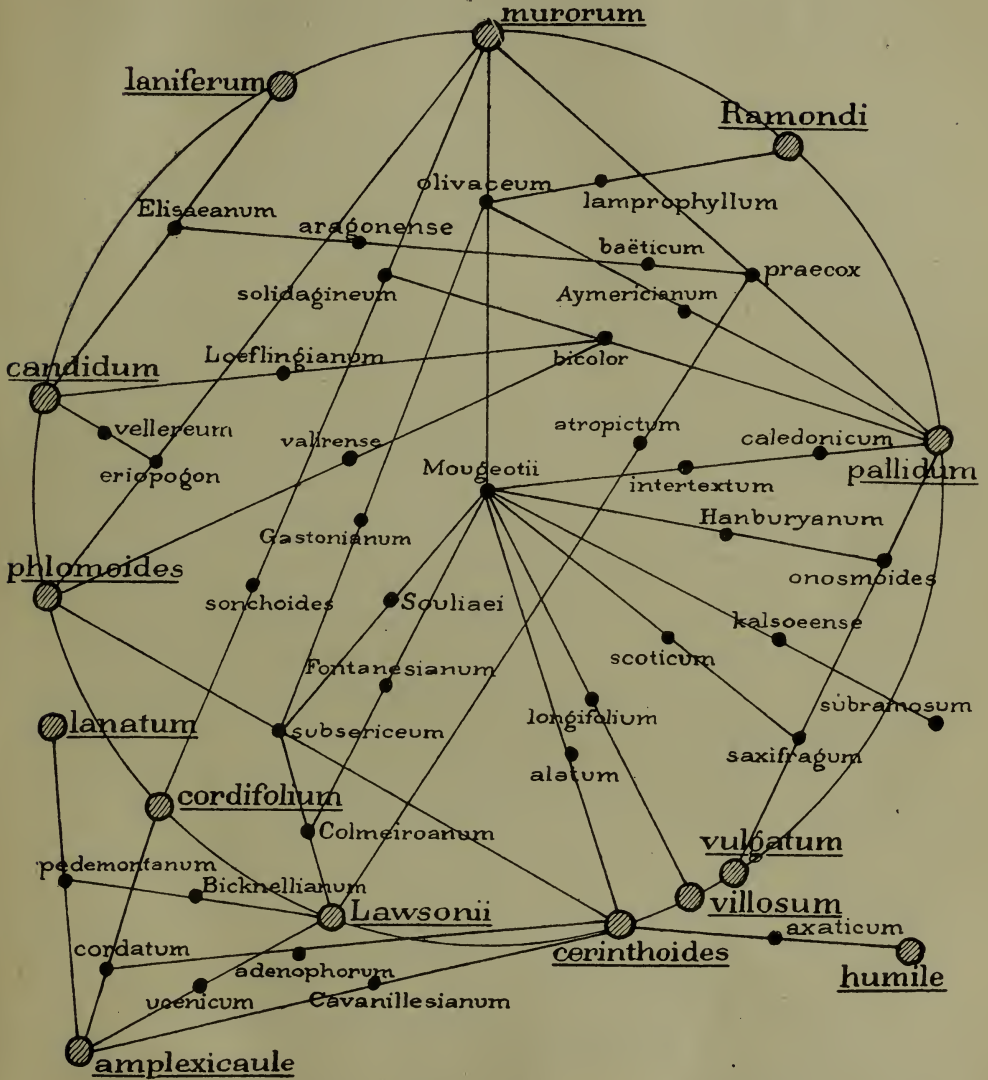 murorum
laniferum
Ramondi
olivaceum
lamprophyllum
Elisaeanum
aragonense
baëticum
praecox
solidagineum
Aymericianum
Loeflingianum
bicolor
candidum
vellereum
valirense
atropictum
caledonicum
eriopogon
Mougeotii
intertextum
pallidum
Hanburyanum
Gastonianum
phlomoides
onosmoides
sonchoides
Souliaei
kalsoeense
scoticum
Fontanesianum
subramosum
longifolium
lanatum
subsericeum
saxifragum
alatum
cordifolium
Colmeiroanum
vulgatum
pedemontanum
Bicknellianum
Lawsonii
villosum
axaticum
cordatum
adenophorum
cerinthoides
humile
ucenicum
Cavanillesianum
amplexicaule